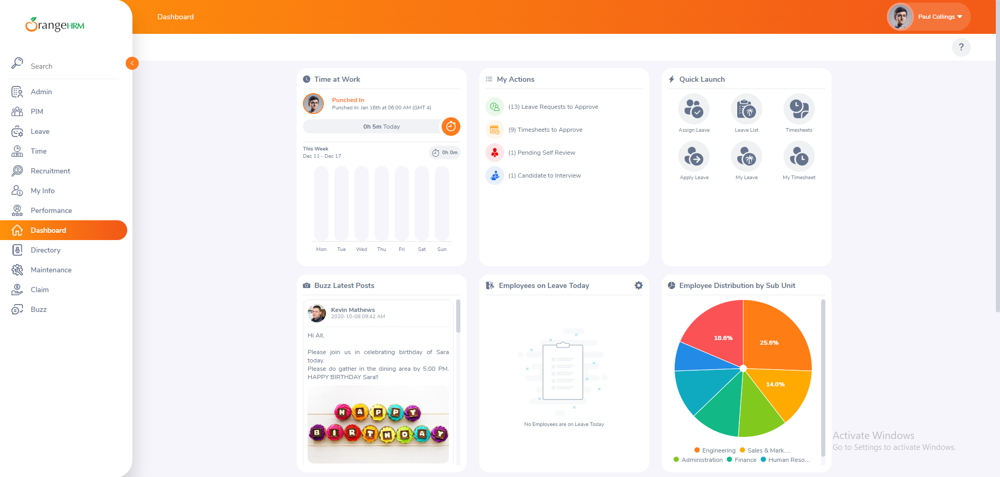 OrangeHRM
Dashboard
Paul Collings
?
Search
Admin
PIM
Leave
Time
Recruitment
My Info
Performance
Dashboard
Directory
Maintenance
Claim
Buzz
Time at Work
Punched In
Punched In: Jan 16th at 06:00 AM (GMT 4)
0h 5m Today
This Week
Dec 11 - Dec 17
0h 0m
Mon Tue Wed Thu Fri Sat Sun
My Actions
(13) Leave Requests to Approve
(9) Timesheets to Approve
(1) Pending Self Review
(1) Candidate to Interview
Quick Launch
Assign Leave Leave List Timesheets
Apply Leave My Leave My Timesheet
Buzz Latest Posts
Kevin Mathews
2020-10-08 09:42 AM
Hi All,
Please join us in celebrating birthday of Sara
today.
Please do gather in the dining area by 5:00 PM.
HAPPY BIRTHDAY Sara!!
HAPPY
BIRTHDAY
Employees on Leave Today
No Employees are on Leave Today
Employee Distribution by Sub Unit
18.6%
25.6%
14.0%
Engineering Sales & Mark...
Administration Finance Human Reso...
Activate Windows
Go to Settings to activate Windows.